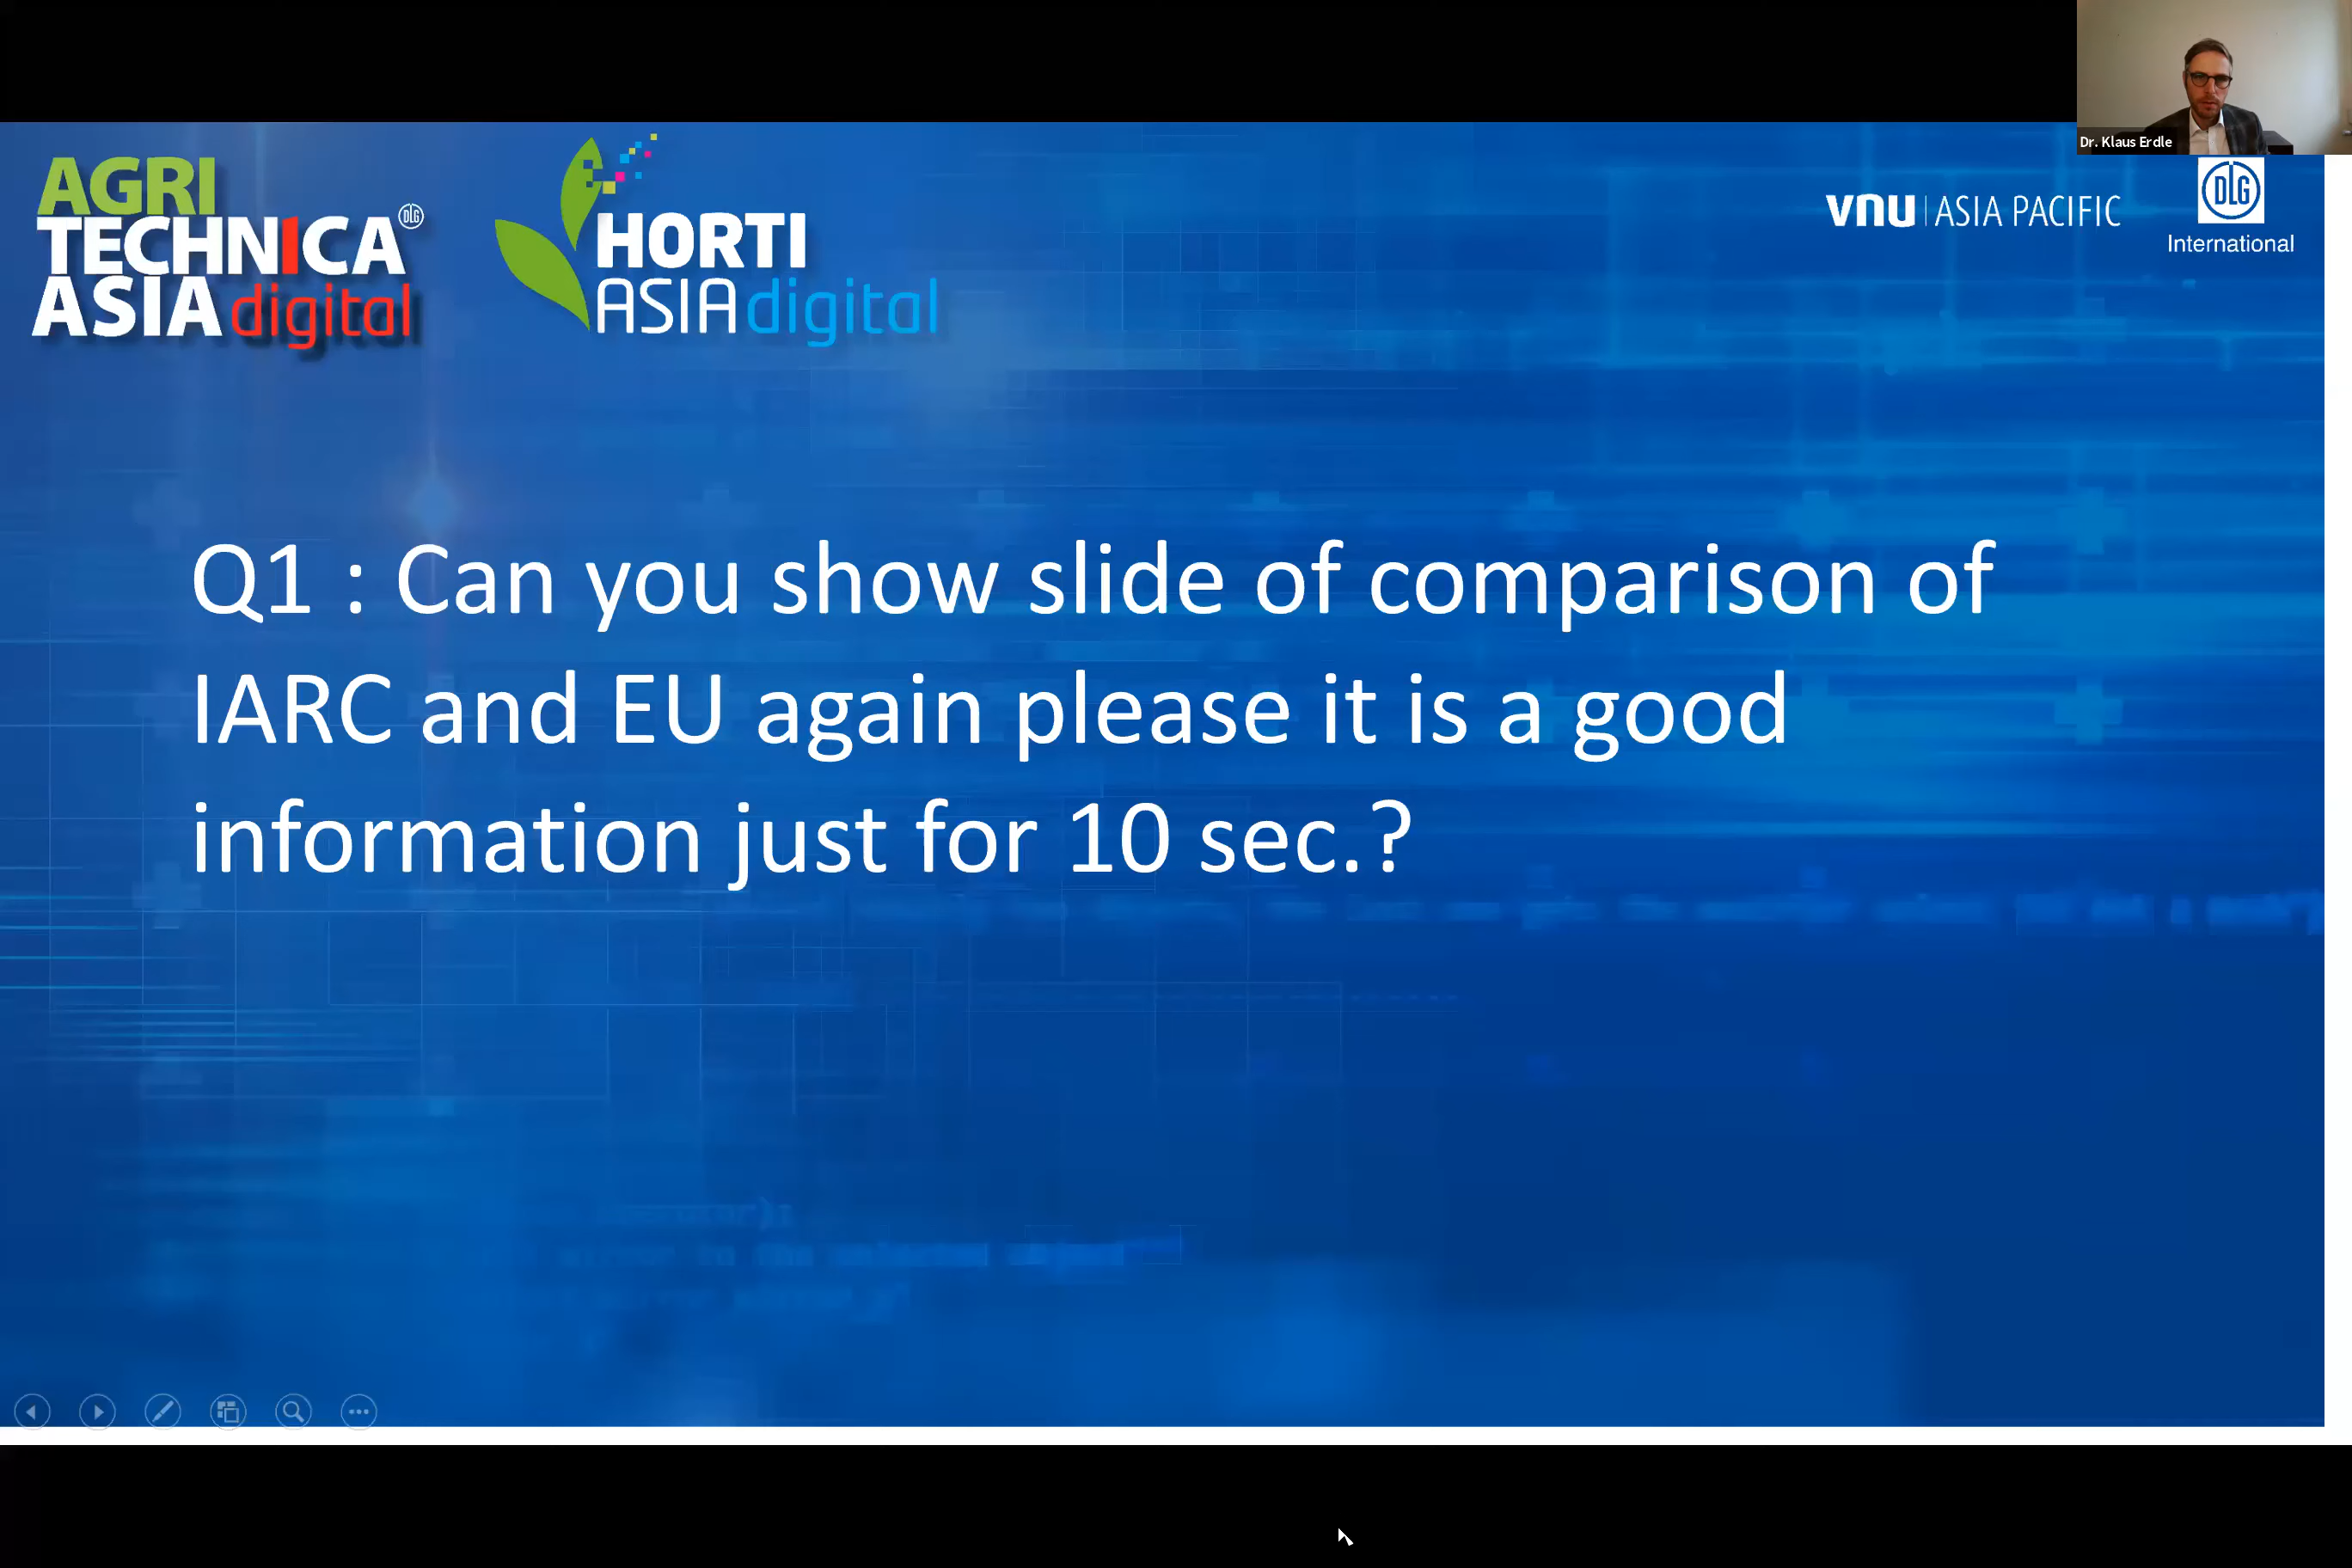 Dr. Klaus Erdle
AGRI
TECHNICA DLG
ASIA digital
HORTI
ASIA digital
vnu | ASIA PACIFIC
DLG
International
Q1 : Can you show slide of comparison of
IARC and EU again please it is a good
information just for 10 sec.?